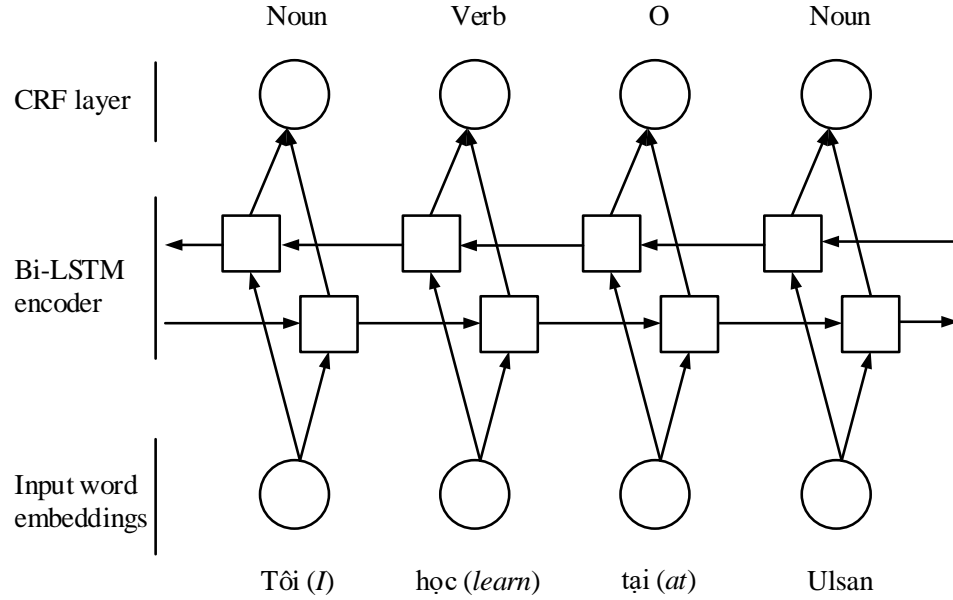 Noun Verb O Noun
CRF layer
Bi-LSTM
encoder
Input word
embeddings
Tôi (I) học (learn) tại (at) Ulsan